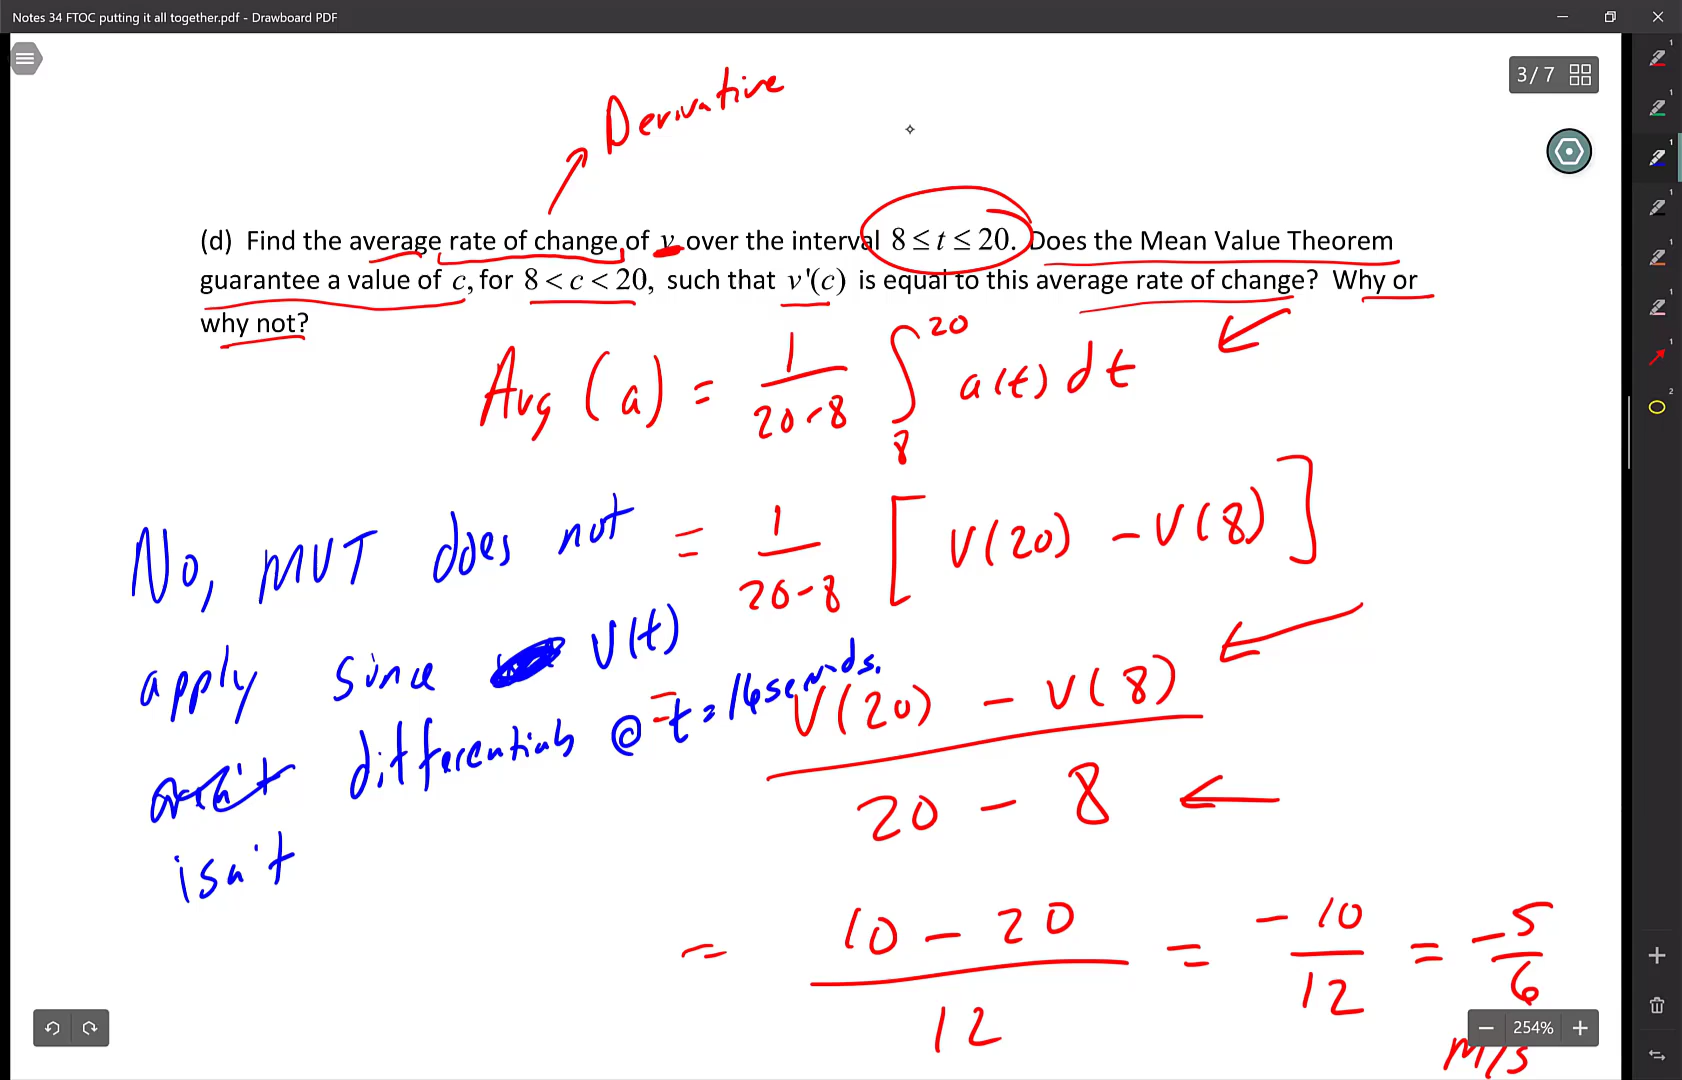 Notes 34 FTOC putting it all together.pdf - Drawboard PDF
3 / 7
Derivative
(d) Find the average rate of change of v over the interval 8 ≤ t ≤ 20. Does the Mean Value Theorem
guarantee a value of c, for 8 < c < 20, such that v'(c) is equal to this average rate of change? Why or
why not?
Avg (a) = 1/(20-8) ∫_8^20 a(t) dt
= 1/(20-8) [V(20) - V(8)]
= (V(20) - V(8))/(20 - 8)
= (10 - 20)/12 = -10/12 = -5/6
m/s
No, MVT does not
apply since V(t)
isn't
differentiable @ t = 16 seconds.
254%